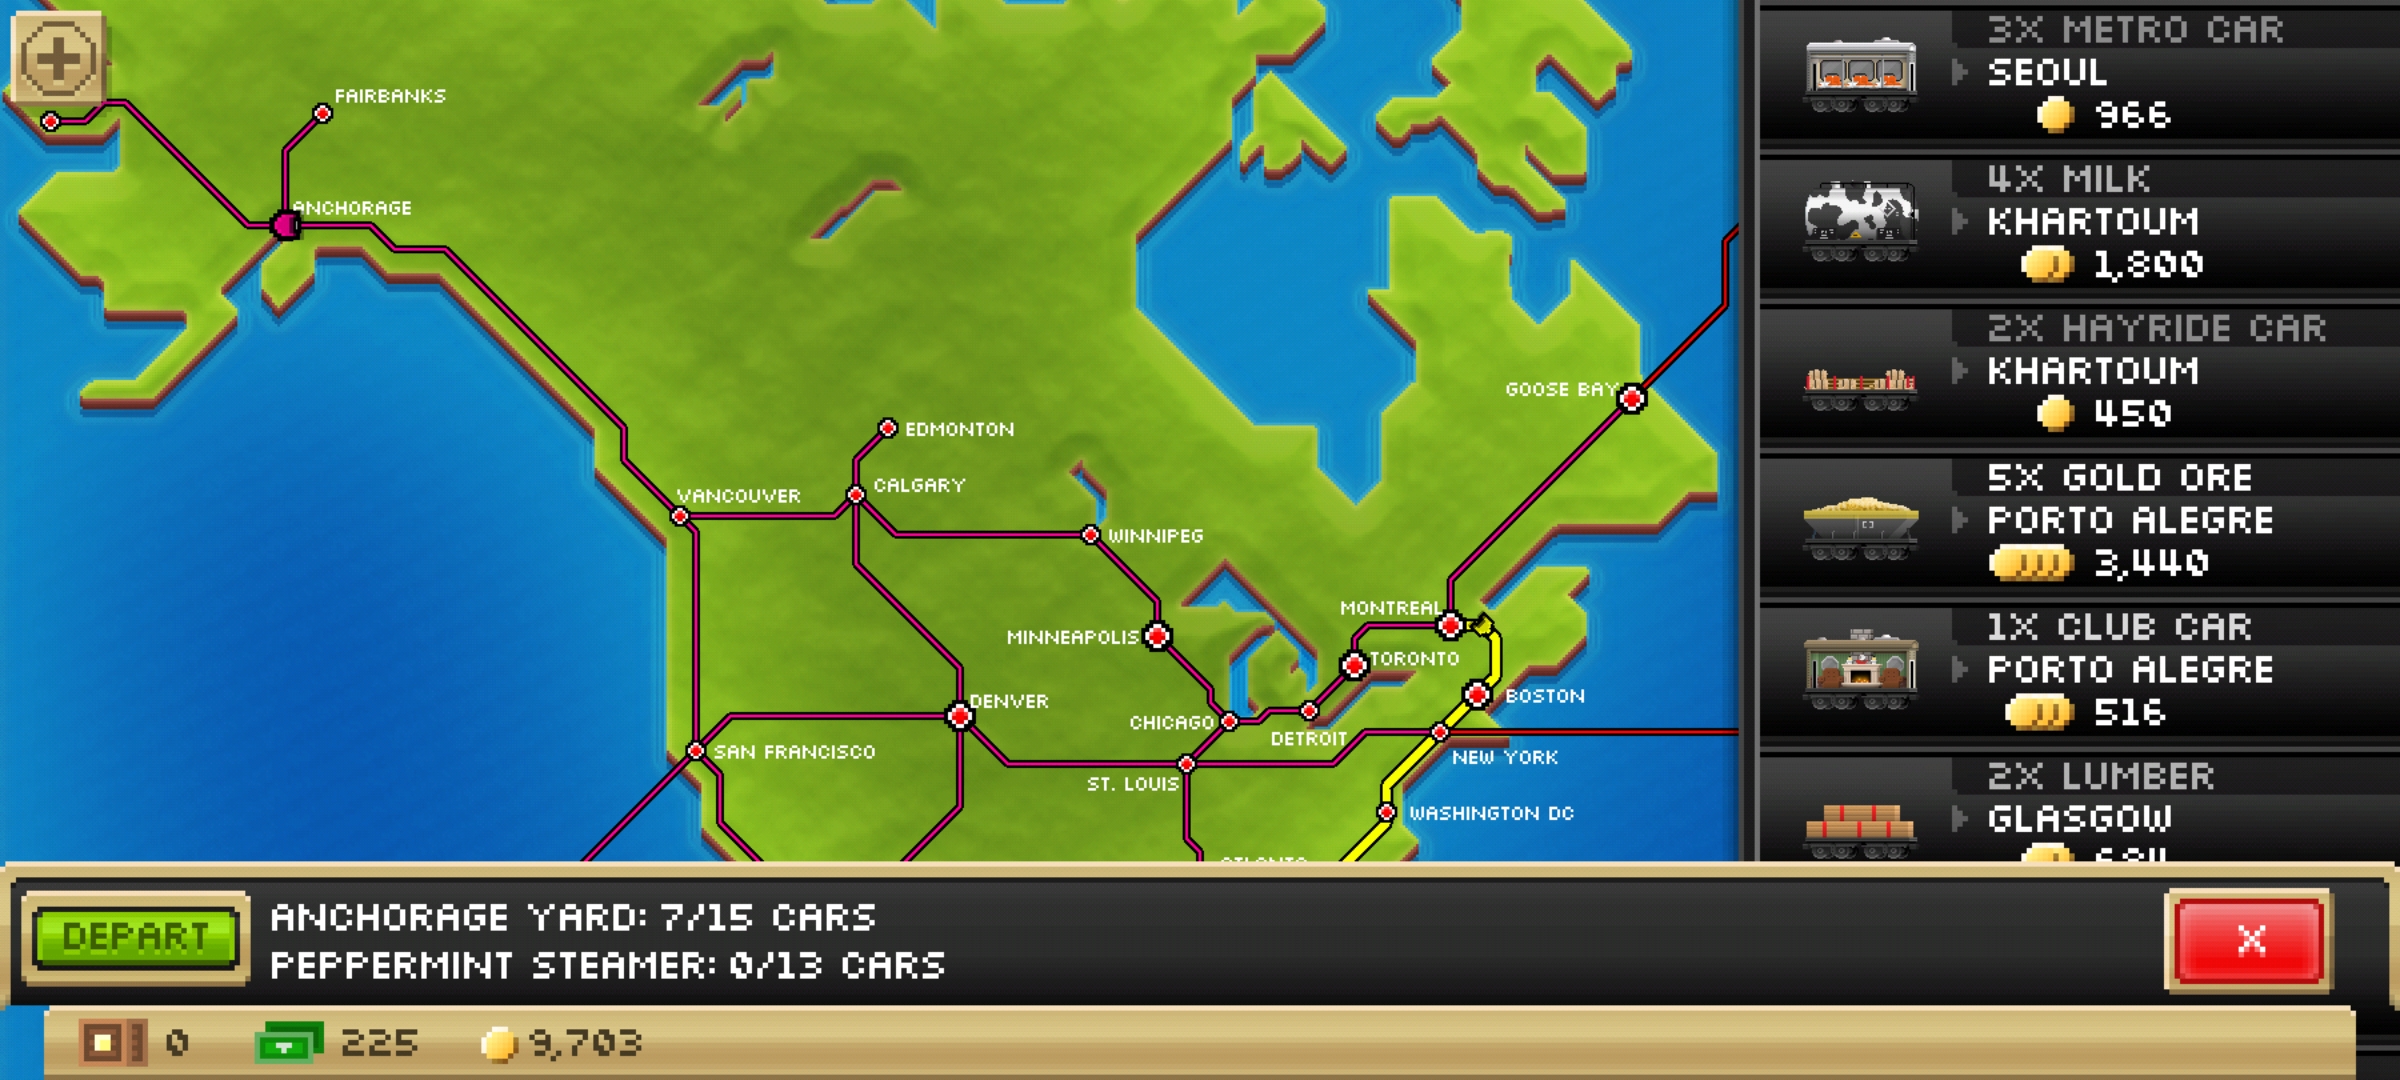 FAIRBANKS
ANCHORAGE
EDMONTON
CALGARY
VANCOUVER
WINNIPEG
GOOSE BAY
MINNEAPOLIS
MONTREAL
TORONTO
DENVER
BOSTON
CHICAGO
DETROIT
SAN FRANCISCO
NEW YORK
ST. LOUIS
WASHINGTON DC
3X METRO CAR
SEOUL
966
4X MILK
KHARTOUM
1,800
2X HAYRIDE CAR
KHARTOUM
450
5X GOLD ORE
PORTO ALEGRE
3,440
1X CLUB CAR
PORTO ALEGRE
516
2X LUMBER
GLASGOW
DEPART
ANCHORAGE YARD: 7/15 CARS
PEPPERMINT STEAMER: 0/13 CARS
X
0
225
9,703